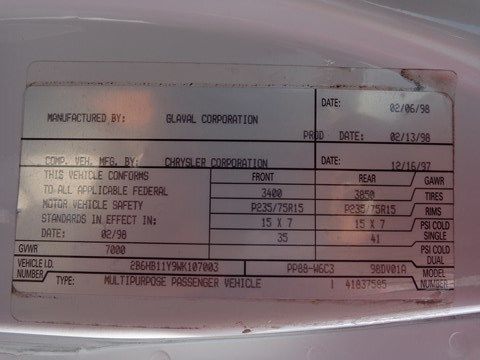 DATE: 02/06/98
MANUFACTURED BY: GLAVAL CORPORATION
PROD DATE: 02/13/98
DATE: 12/16/97
COMP. VEH. MFG. BY: CHRYSLER CORPORATION
THIS VEHICLE CONFORMS FRONT REAR GAWR
TO ALL APPLICABLE FEDERAL 3400 3850 TIRES
MOTOR VEHICLE SAFETY P235/75R15 P235/75R15 RIMS
STANDARDS IN EFFECT IN: 15 X 7 15 X 7 PSI COLD SINGLE
DATE: 02/98 35 41
GVWR 7000 PSI COLD DUAL
VEHICLE I.D. NUMBER 2B6HB11Y9WK107003 PP88-W6C3 98DV01A MODEL NUMBER
TYPE: MULTIPURPOSE PASSENGER VEHICLE 41837585